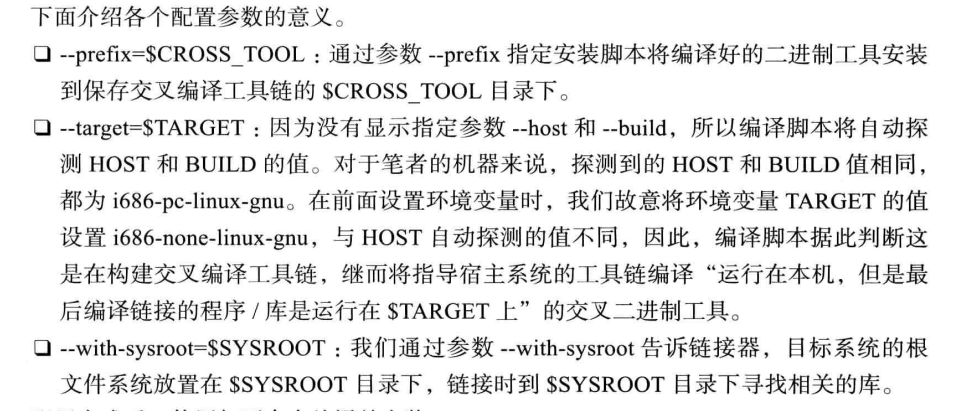 下面介绍各个配置参数的意义。
❑ --prefix=$CROSS_TOOL：通过参数 --prefix 指定安装脚本将编译好的二进制工具安装
到保存交叉编译工具链的 $CROSS_TOOL 目录下。
❑ --target=$TARGET：因为没有显示指定参数 --host 和 --build，所以编译脚本将自动探
测 HOST 和 BUILD 的值。对于笔者的机器来说，探测到的 HOST 和 BUILD 值相同，
都为 i686-pc-linux-gnu。在前面设置环境变量时，我们故意将环境变量 TARGET 的值
设置 i686-none-linux-gnu，与 HOST 自动探测的值不同，因此，编译脚本据此判断这
是在构建交叉编译工具链，继而将指导宿主系统的工具链编译“运行在本机，但是最
后编译链接的程序 / 库是运行在 $TARGET 上”的交叉二进制工具。
❑ --with-sysroot=$SYSROOT：我们通过参数 --with-sysroot 告诉链接器，目标系统的根
文件系统放置在 $SYSROOT 目录下，链接时到 $SYSROOT 目录下寻找相关的库。